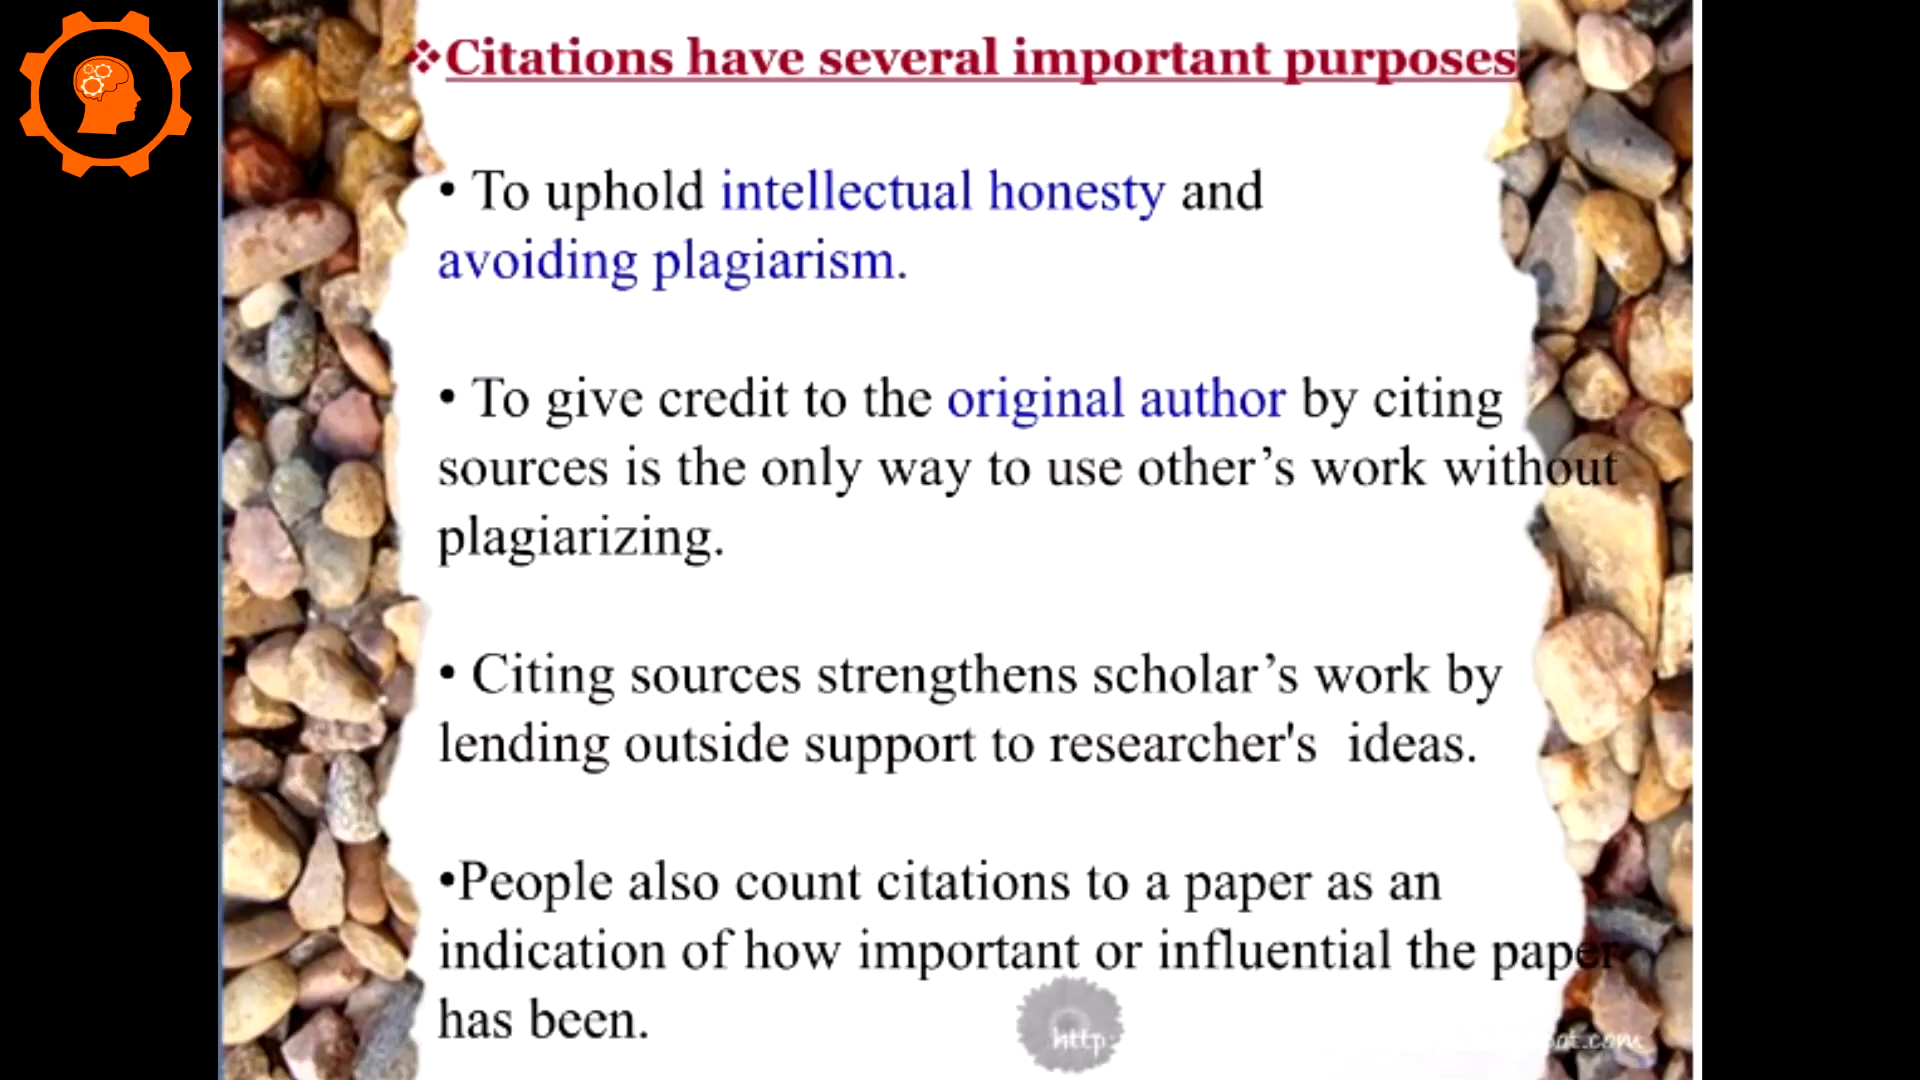 ❖Citations have several important purposes
• To uphold intellectual honesty and
avoiding plagiarism.
• To give credit to the original author by citing
sources is the only way to use other’s work without
plagiarizing.
• Citing sources strengthens scholar’s work by
lending outside support to researcher's  ideas.
•People also count citations to a paper as an
indication of how important or influential the paper
has been.
http: